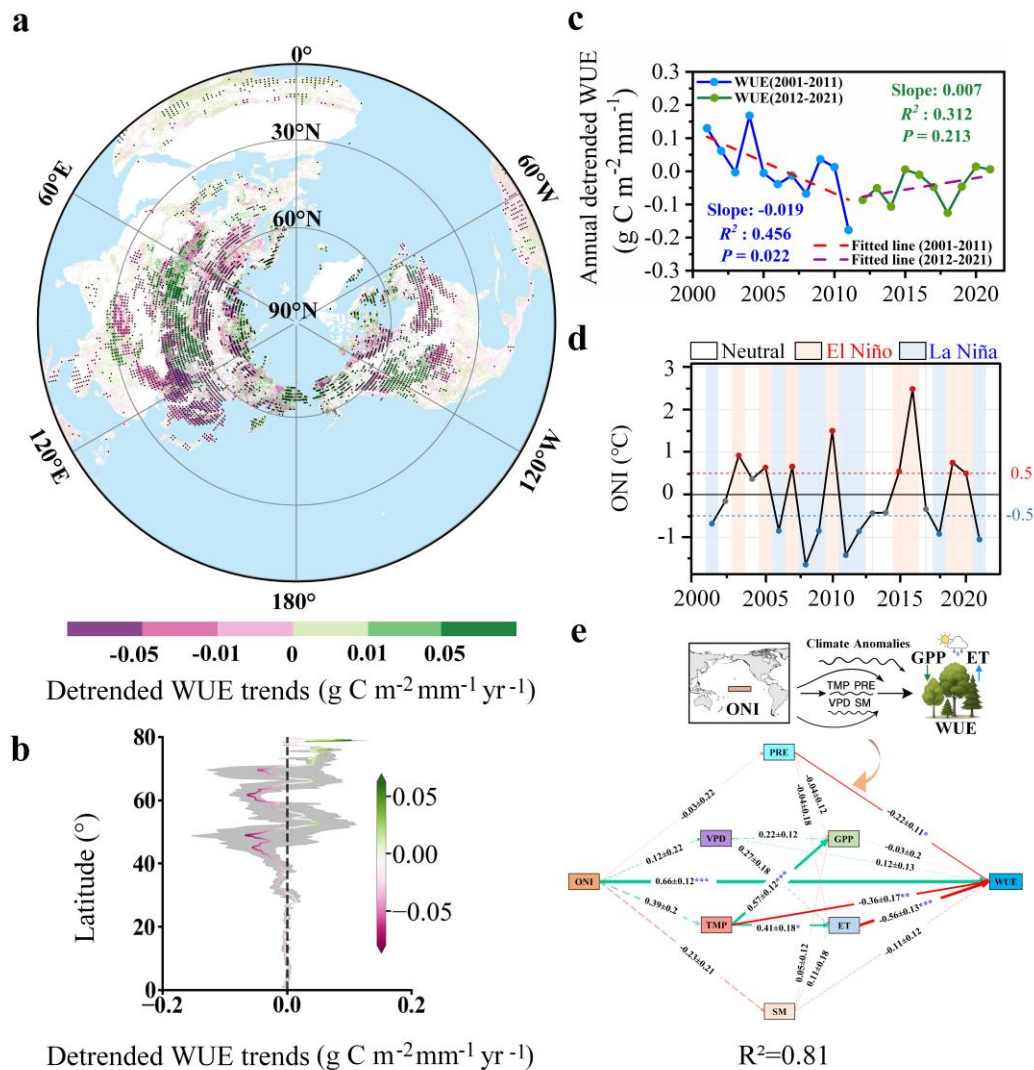 a
0°
30°N
60°E
60°W
60°N
90°N
120°E
120°W
180°
-0.05 -0.01 0 0.01 0.05
Detrended WUE trends (g C m-2 mm-1 yr -1)
b
80
60
40
20
0
Latitude (°)
0.05
0.00
−0.05
−0.2 0.0 0.2
Detrended WUE trends (g C m-2mm-1 yr -1)
c
Annual detrended WUE
(g C m-2 mm-1)
0.3
0.2
0.1
0.0
-0.1
-0.2
-0.3
WUE(2001-2011)
WUE(2012-2021)
Slope: 0.007
R2 : 0.312
P = 0.213
Slope: -0.019
R2 : 0.456
P = 0.022
Fitted line (2001-2011)
Fitted line (2012-2021)
2000 2005 2010 2015 2020
d
Neutral El Niño La Niña
3
2
1
0
-1
ONI (°C)
0.5
-0.5
2000 2005 2010 2015 2020
e
Climate Anomalies
GPP ET
TMP PRE
VPD SM
ONI
WUE
PRE
-0.03±0.22
-0.04±0.12
-0.04±0.18
-0.22±0.11*
VPD
GPP
0.12±0.22
0.22±0.12
0.27±0.18
-0.03±0.2
0.12±0.13
ONI
0.66±0.12***
0.57±0.12***
WUE
0.39±0.2
-0.36±0.17**
TMP
0.41±0.18*
ET
-0.56±0.13***
-0.23±0.21
0.05±0.12
0.11±0.18
-0.11±0.12
SM
R²=0.81